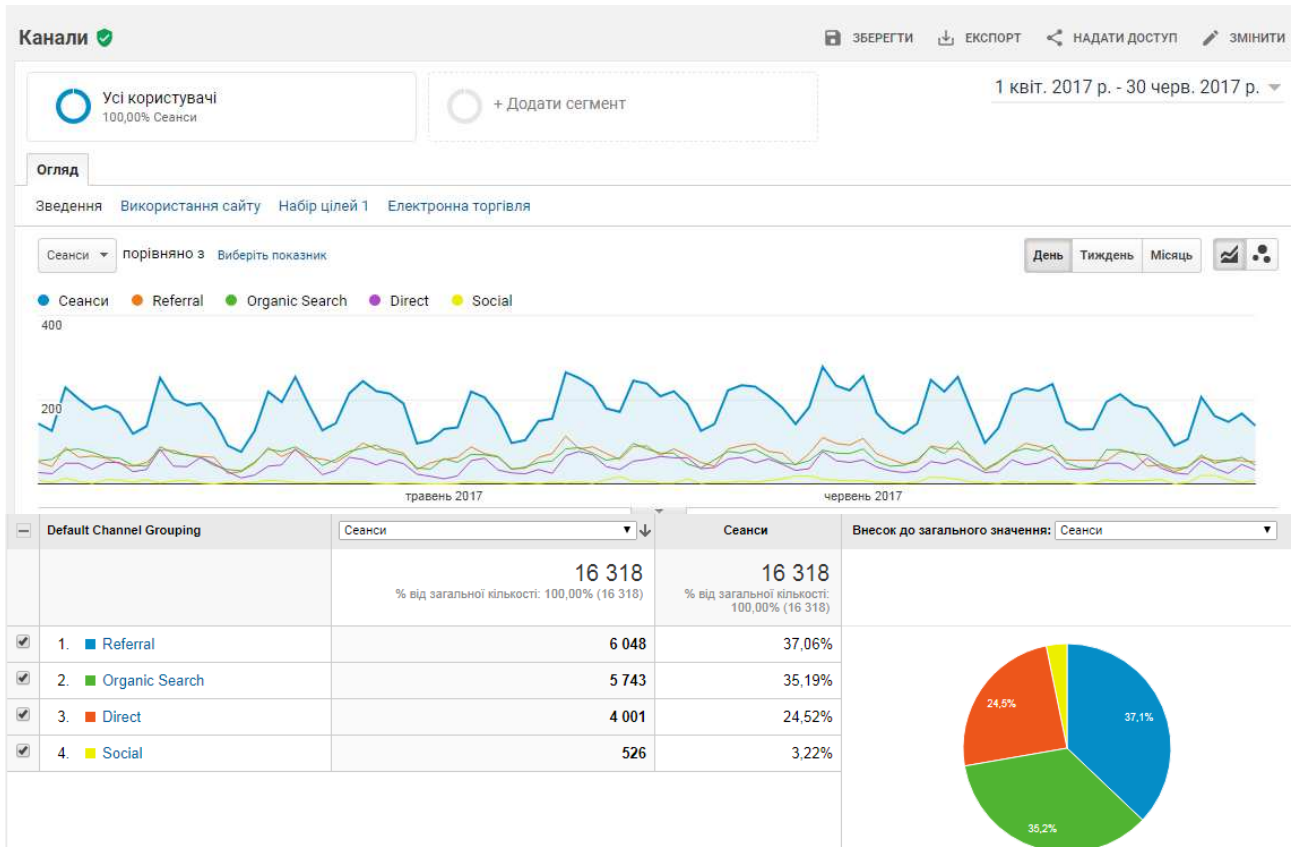 Канали
ЗБЕРЕГТИ ЕКСПОРТ НАДАТИ ДОСТУП ЗМІНИТИ
Усі користувачі
100,00% Сеанси
+ Додати сегмент
1 квіт. 2017 р. - 30 черв. 2017 р.
Огляд
Зведення Використання сайту Набір цілей 1 Електронна торгівля
Сеанси порівняно з Виберіть показник
День Тиждень Місяць
Сеанси Referral Organic Search Direct Social
400
200
травень 2017 червень 2017
Default Channel Grouping Сеанси Сеанси Внесок до загального значення: Сеанси
16 318 16 318
% від загальної кількості: 100,00% (16 318) % від загальної кількості:
100,00% (16 318)
1. Referral 6 048 37,06%
2. Organic Search 5 743 35,19%
3. Direct 4 001 24,52%
4. Social 526 3,22%
24,5%
37,1%
35,2%